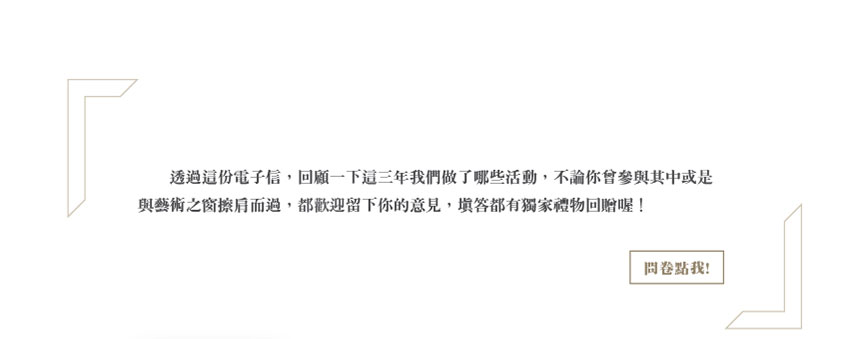 透過這份電子信，回顧一下這三年我們做了哪些活動，不論你曾參與其中或是
與藝術之窗擦肩而過，都歡迎留下你的意見，填答都有獨家禮物回贈喔！
問卷點我!